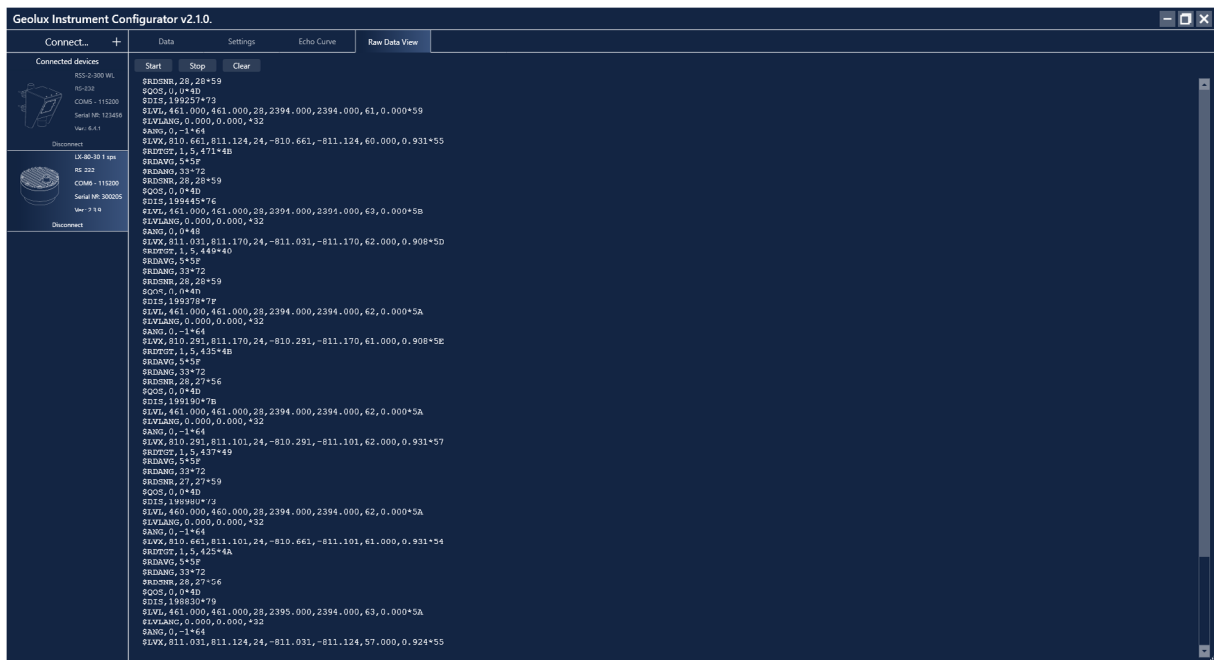 Geolux Instrument Configurator v2.1.0.
Connect... +
Data Settings Echo Curve Raw Data View
Connected devices
RSS-2-300 WL
RS-232
COM5 - 115200
Serial №: 123456
Ver.: 6.4.1
Disconnect
LX-80-30 1 sps
RS-232
COM6 - 115200
Serial №: 300205
Ver.: 2.3.9
Disconnect
Start Stop Clear
$RDSNR,28,28*59
$QOS,0,0*4D
$DIS,199257*73
$LVL,461.000,461.000,28,2394.000,2394.000,61,0.000*59
$LVLANG,0.000,0.000,*32
$ANG,0,-1*64
$LVX,810.661,811.124,24,-810.661,-811.124,60.000,0.931*55
$RDTGT,1,5,471*4B
$RDAVG,5*5F
$RDANG,33*72
$RDSNR,28,28*59
$QOS,0,0*4D
$DIS,199445*76
$LVL,461.000,461.000,28,2394.000,2394.000,63,0.000*5B
$LVLANG,0.000,0.000,*32
$ANG,0,0*48
$LVX,811.031,811.170,24,-811.031,-811.170,62.000,0.908*5D
$RDTGT,1,5,449*40
$RDAVG,5*5F
$RDANG,33*72
$RDSNR,28,28*59
$QOS,0,0*4D
$DIS,199378*7F
$LVL,461.000,461.000,28,2394.000,2394.000,62,0.000*5A
$LVLANG,0.000,0.000,*32
$ANG,0,-1*64
$LVX,810.291,811.170,24,-810.291,-811.170,61.000,0.908*5E
$RDTGT,1,5,435*4B
$RDAVG,5*5F
$RDANG,33*72
$RDSNR,28,27*56
$QOS,0,0*4D
$DIS,199190*7B
$LVL,461.000,461.000,28,2394.000,2394.000,62,0.000*5A
$LVLANG,0.000,0.000,*32
$ANG,0,-1*64
$LVX,810.291,811.101,24,-810.291,-811.101,62.000,0.931*57
$RDTGT,1,5,437*49
$RDAVG,5*5F
$RDANG,33*72
$RDSNR,27,27*59
$QOS,0,0*4D
$DIS,198980*73
$LVL,460.000,460.000,28,2394.000,2394.000,62,0.000*5A
$LVLANG,0.000,0.000,*32
$ANG,0,-1*64
$LVX,810.661,811.101,24,-810.661,-811.101,61.000,0.931*54
$RDTGT,1,5,425*4A
$RDAVG,5*5F
$RDANG,33*72
$RDSNR,28,27*56
$QOS,0,0*4D
$DIS,198830*79
$LVL,461.000,461.000,28,2395.000,2394.000,63,0.000*5A
$LVLANG,0.000,0.000,*32
$ANG,0,-1*64
$LVX,811.031,811.124,24,-811.031,-811.124,57.000,0.924*55